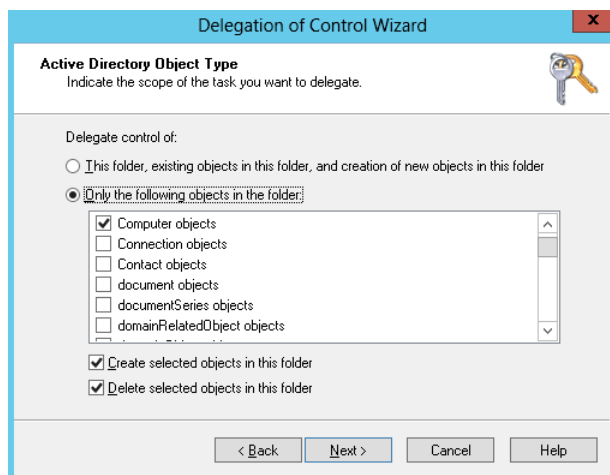 Delegation of Control Wizard
x
Active Directory Object Type
Indicate the scope of the task you want to delegate.
Delegate control of:
This folder, existing objects in this folder, and creation of new objects in this folder
Only the following objects in the folder:
Computer objects
Connection objects
Contact objects
document objects
documentSeries objects
domainRelatedObject objects
Create selected objects in this folder
Delete selected objects in this folder
< Back Next > Cancel Help